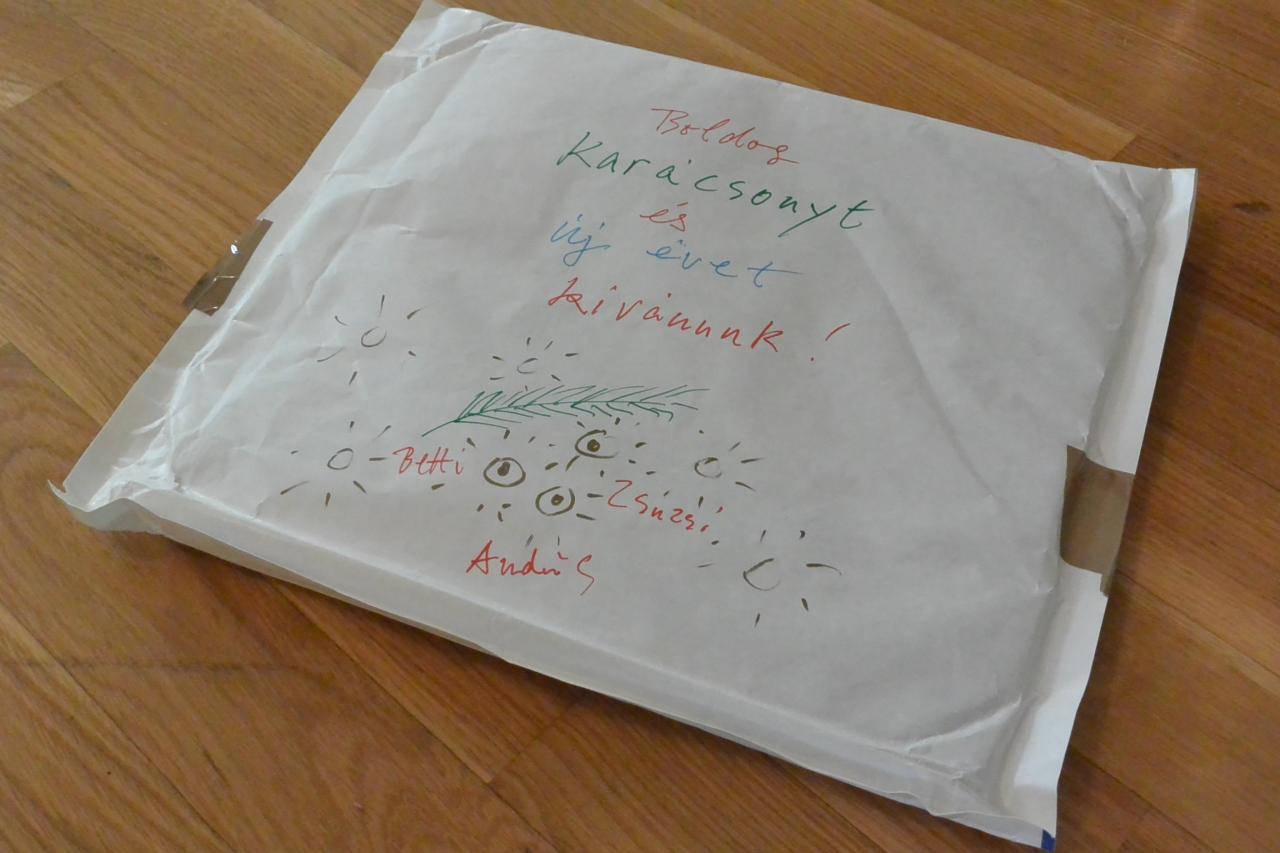 Boldog
Karácsonyt
és
új évet
kívánunk!
Betti
Zsuzsi
András